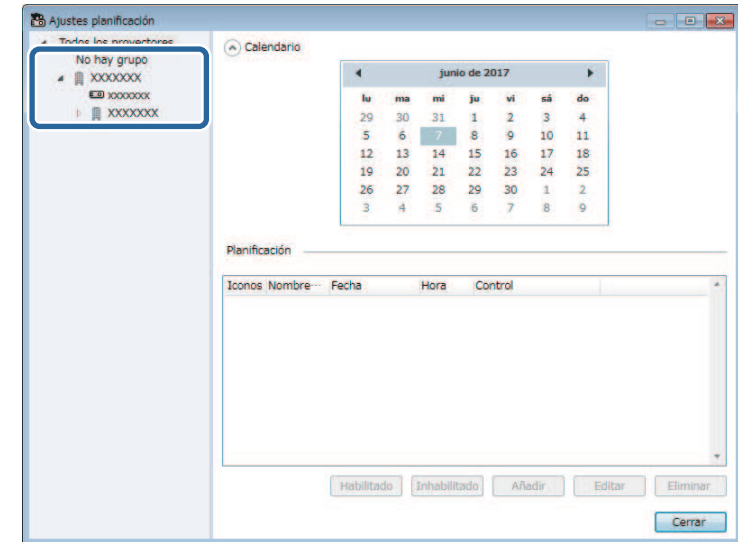 Ajustes planificación
Todos los proyectores
No hay grupo
XXXXXXX
XXXXXXX
XXXXXXX
Calendario
junio de 2017
lu ma mi ju vi sá do
29 30 31 1 2 3 4
5 6 7 8 9 10 11
12 13 14 15 16 17 18
19 20 21 22 23 24 25
26 27 28 29 30 1 2
3 4 5 6 7 8 9
Planificación
Iconos Nombre··· Fecha Hora Control
Habilitado Inhabilitado Añadir Editar Eliminar
Cerrar